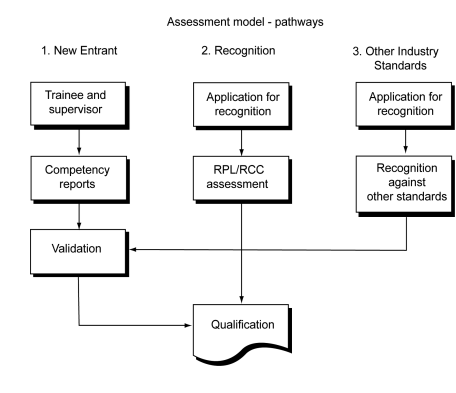 Assessment model - pathways
1. New Entrant
2. Recognition
3. Other Industry
Standards
Trainee and
supervisor
Application for
recognition
Application for
recognition
Competency
reports
RPL/RCC
assessment
Recognition
against
other standards
Validation
Qualification